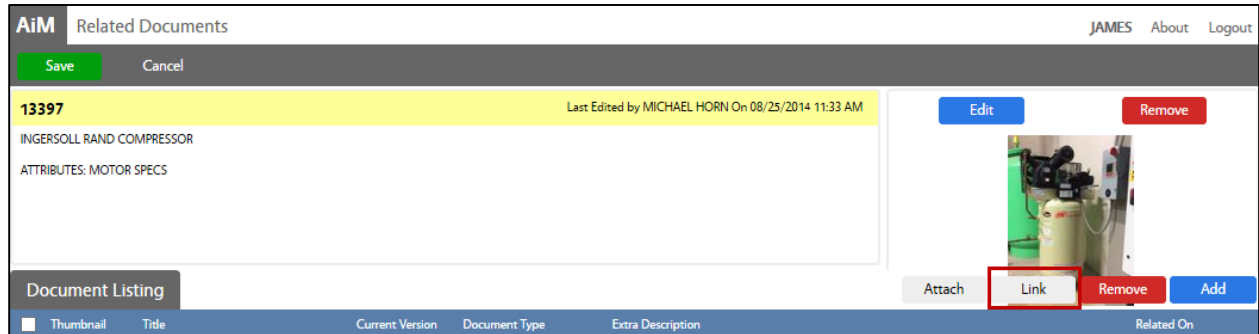 AiM Related Documents JAMES About Logout
Save Cancel
13397 Last Edited by MICHAEL HORN On 08/25/2014 11:33 AM
Edit Remove
INGERSOLL RAND COMPRESSOR
ATTRIBUTES: MOTOR SPECS
Document Listing Attach Link Remove Add
Thumbnail Title Current Version Document Type Extra Description Related On